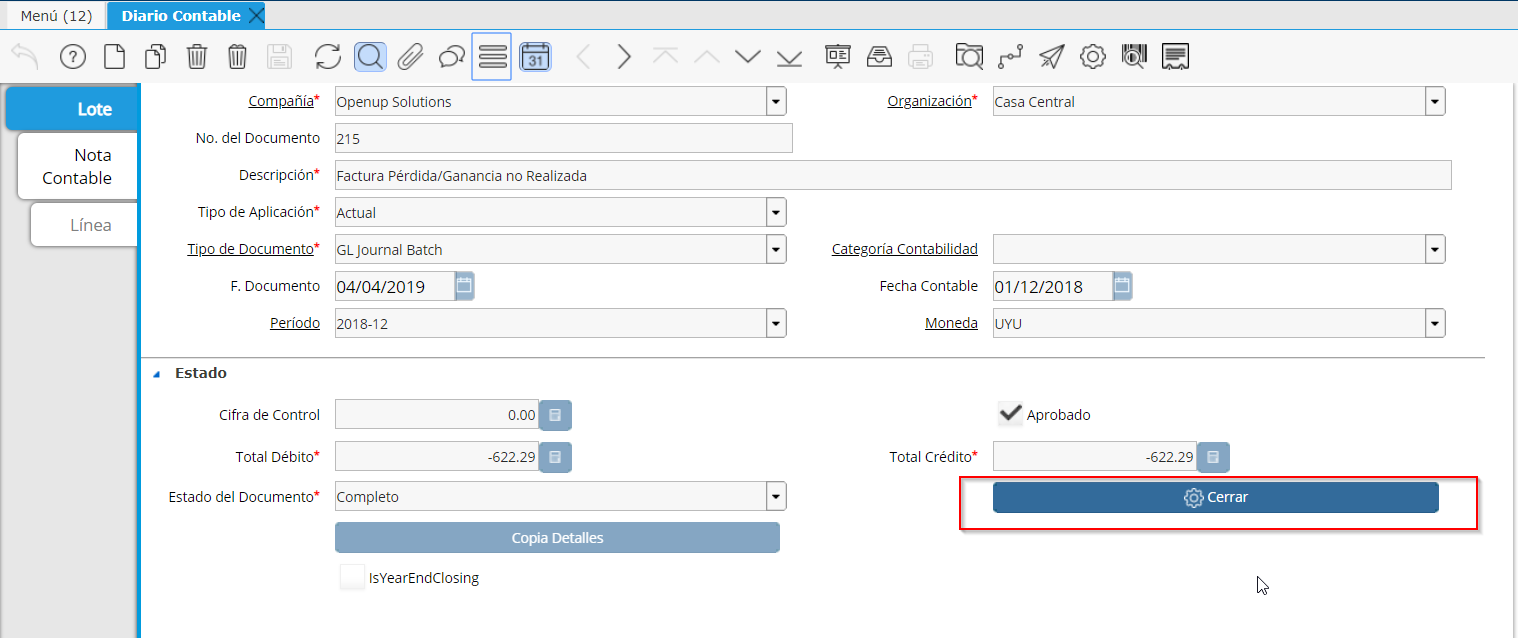 Menú (12)
Diario Contable
31
Lote
Nota
Contable
Línea
Compañía* Openup Solutions
Organización* Casa Central
No. del Documento 215
Descripción* Factura Pérdida/Ganancia no Realizada
Tipo de Aplicación* Actual
Tipo de Documento* GL Journal Batch
Categoría Contabilidad
F. Documento 04/04/2019
Fecha Contable 01/12/2018
Período 2018-12
Moneda UYU
Estado
Cifra de Control 0.00
Aprobado
Total Débito* -622.29
Total Crédito* -622.29
Estado del Documento* Completo
Cerrar
Copia Detalles
IsYearEndClosing